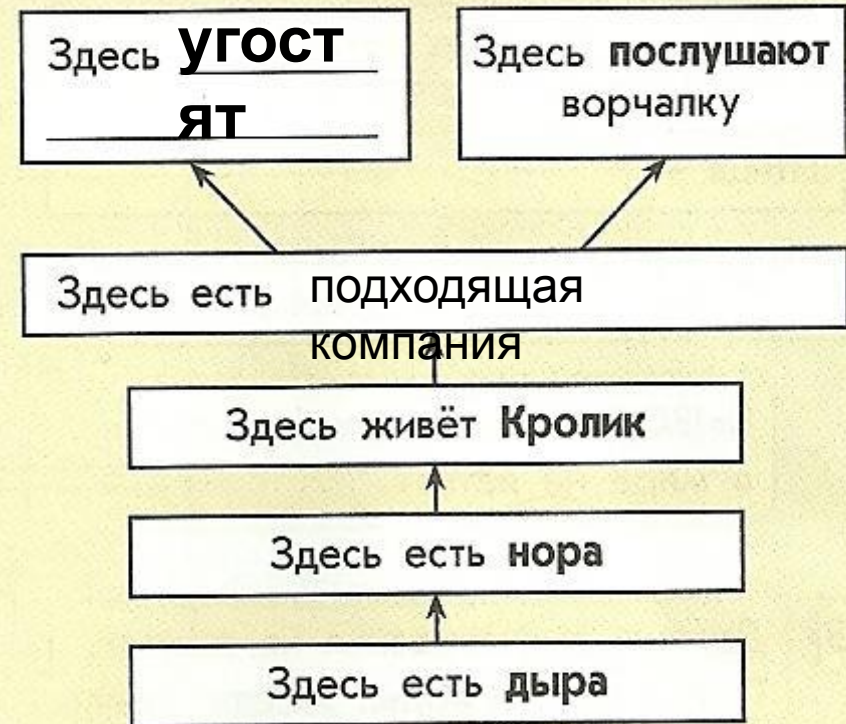 Здесь угост
ят
Здесь послушают
ворчалку
Здесь есть подходящая
компания
Здесь живёт Кролик
Здесь есть нора
Здесь есть дыра